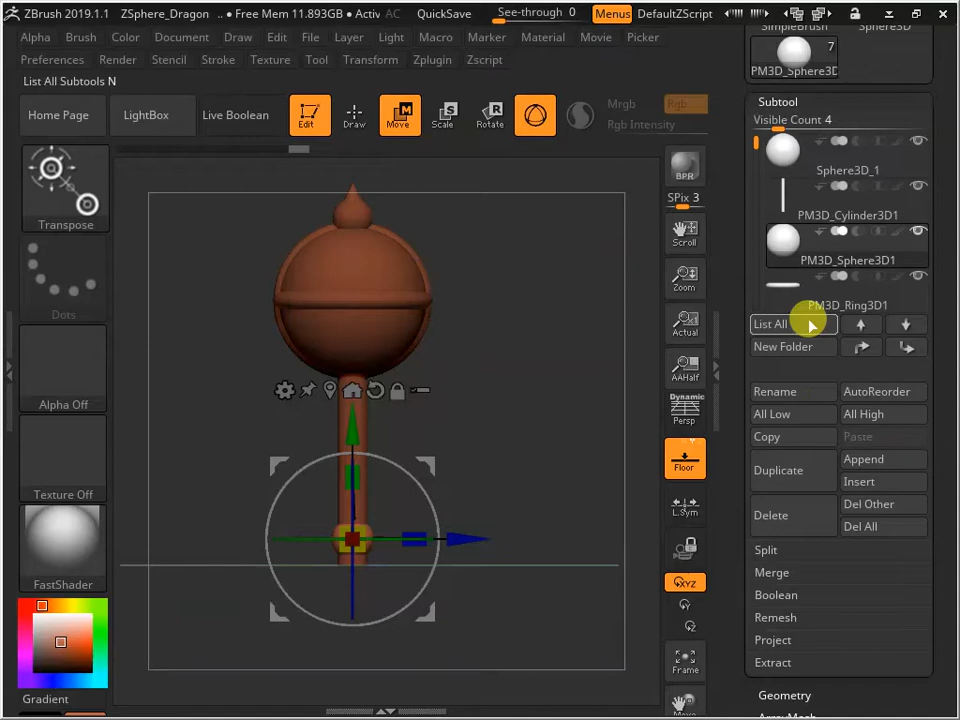 ZBrush 2019.1.1 ZSphere_Dragon .. ● Free Mem 11.893GB ● Activ AC QuickSave See-through 0 Menus DefaultZScript
Alpha Brush Color Document Draw Edit File Layer Light Macro Marker Material Movie Picker
Preferences Render Stencil Stroke Texture Tool Transform Zplugin Zscript
List All Subtools N
Home Page LightBox Live Boolean Edit Draw Move Scale Rotate Mrgb Rgb
Rgb Intensity
Transpose
Dots
Alpha Off
Texture Off
FastShader
Gradient
BPR
SPix 3
Scroll
Zoom
Actual
AAHalf
Dynamic
Persp
Floor
L.Sym
XYZ
Y
Z
Frame
Move
SimpleBrush Sphere3D
7
PM3D_Sphere3D
Subtool
Visible Count 4
Sphere3D_1
PM3D_Cylinder3D1
PM3D_Sphere3D1
PM3D_Ring3D1
List All
New Folder
Rename AutoReorder
All Low All High
Copy Paste
Duplicate Append
Insert
Delete Del Other
Del All
Split
Merge
Boolean
Remesh
Project
Extract
Geometry
ArrayMesh